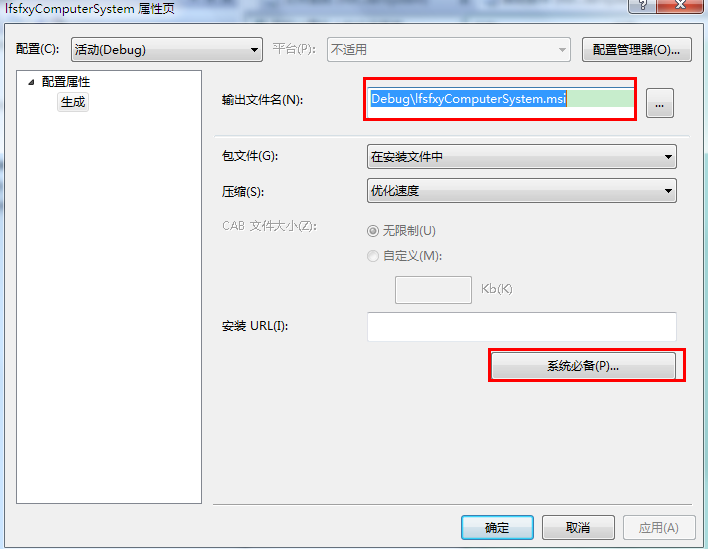 lfsfxyComputerSystem 属性页
配置(C): 活动(Debug) 平台(P): 不适用 配置管理器(O)...
配置属性
生成
输出文件名(N): Debug\lfsfxyComputerSystem.msi ...
包文件(G): 在安装文件中
压缩(S): 优化速度
CAB 文件大小(Z): 无限制(U)
自定义(M):
Kb(K)
安装 URL(I):
系统必备(P)...
确定 取消 应用(A)